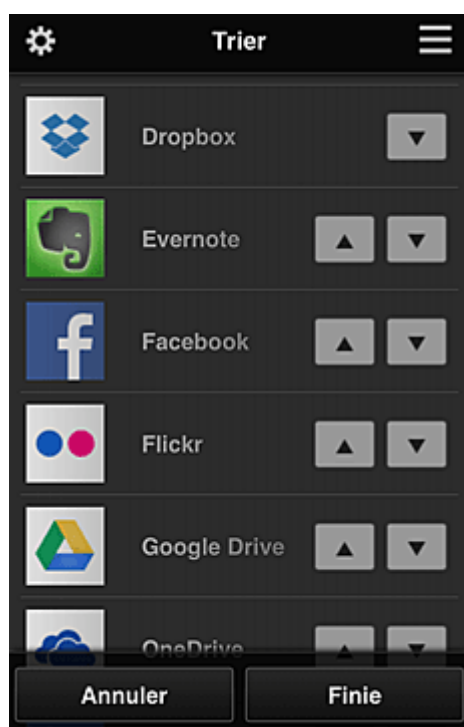 Trier
Dropbox
Evernote
Facebook
Flickr
Google Drive
OneDrive
Annuler Finie